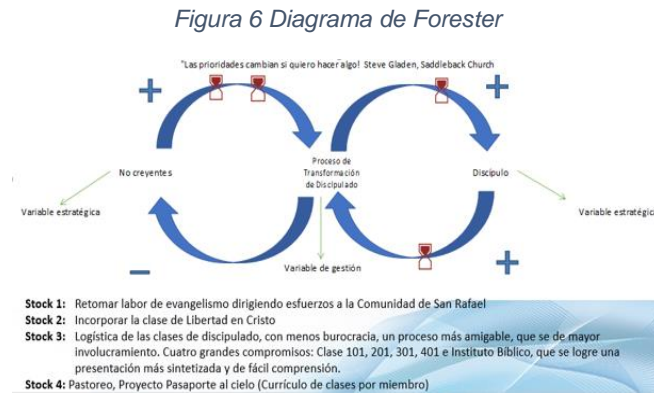 Figura 6 Diagrama de Forester
"Las prioridades cambian si quiero hacer algo! Steve Gladen, Saddleback Church
No creyentes
Proceso de
Transformación
de Discipulado
Discípulo
Variable estratégica
Variable de gestión
Variable estratégica
Stock 1: Retomar labor de evangelismo dirigiendo esfuerzos a la Comunidad de San Rafael
Stock 2: Incorporar la clase de Libertad en Cristo
Stock 3: Logística de las clases de discipulado, con menos burocracia, un proceso más amigable, que se de mayor
involucramiento. Cuatro grandes compromisos: Clase 101, 201, 301, 401 e Instituto Bíblico, que se logre una
presentación más sintetizada y de fácil comprensión.
Stock 4: Pastoreo, Proyecto Pasaporte al cielo (Currículo de clases por miembro)